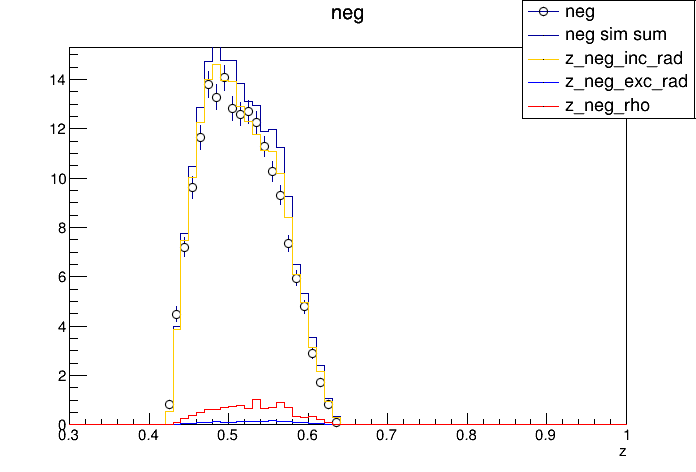 neg
neg
neg sim sum
z_neg_inc_rad
z_neg_exc_rad
z_neg_rho
14
12
10
8
6
4
2
0
0.3 0.4 0.5 0.6 0.7 0.8 0.9 1
z